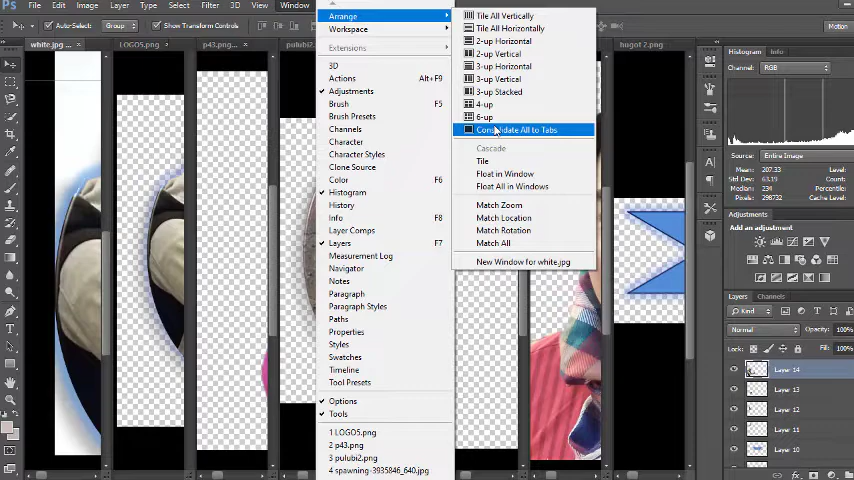 Ps File Edit Image Layer Type Select Filter 3D View Window
Auto-Select: Group Show Transform Controls
3D Mode:
white.jpg ...
LOGO5.png
p43.png ...
pulubi2...
hugot 2.png
Arrange
Workspace
Extensions
3D
Actions Alt+F9
Adjustments
Brush F5
Brush Presets
Channels
Character
Character Styles
Clone Source
Color F6
Histogram
History
Info F8
Layer Comps
Layers F7
Measurement Log
Navigator
Notes
Paragraph
Paragraph Styles
Paths
Properties
Styles
Swatches
Timeline
Tool Presets
Options
Tools
1 LOGO5.png
2 p43.png
3 pulubi2.png
4 spawning-3935846_640.jpg
Tile All Vertically
Tile All Horizontally
2-up Horizontal
2-up Vertical
3-up Horizontal
3-up Vertical
3-up Stacked
4-up
6-up
Consolidate All to Tabs
Cascade
Tile
Float in Window
Float All in Windows
Match Zoom
Match Location
Match Rotation
Match All
New Window for white.jpg
Motion
Histogram Info
Channel: RGB
Source: Entire Image
Mean: 207.33
Level:
Std Dev: 63.19
Count:
Median: 234
Percentile:
Pixels: 298732
Cache Level:
Adjustments
Add an adjustment
Layers Channels
Kind
Normal Opacity: 100%
Lock: Fill: 100%
Layer 14
Layer 13
Layer 12
Layer 11
Layer 10